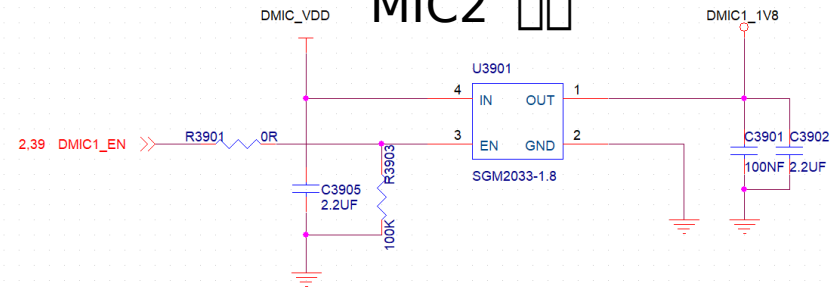 MIC2
DMIC_VDD
DMIC1_1V8
U3901
4 IN OUT 1
2,39 DMIC1_EN R3901 0R
3 EN GND 2
R3903
100K
C3901 C3902
100NF 2.2UF
SGM2033-1.8
C3905
2.2UF